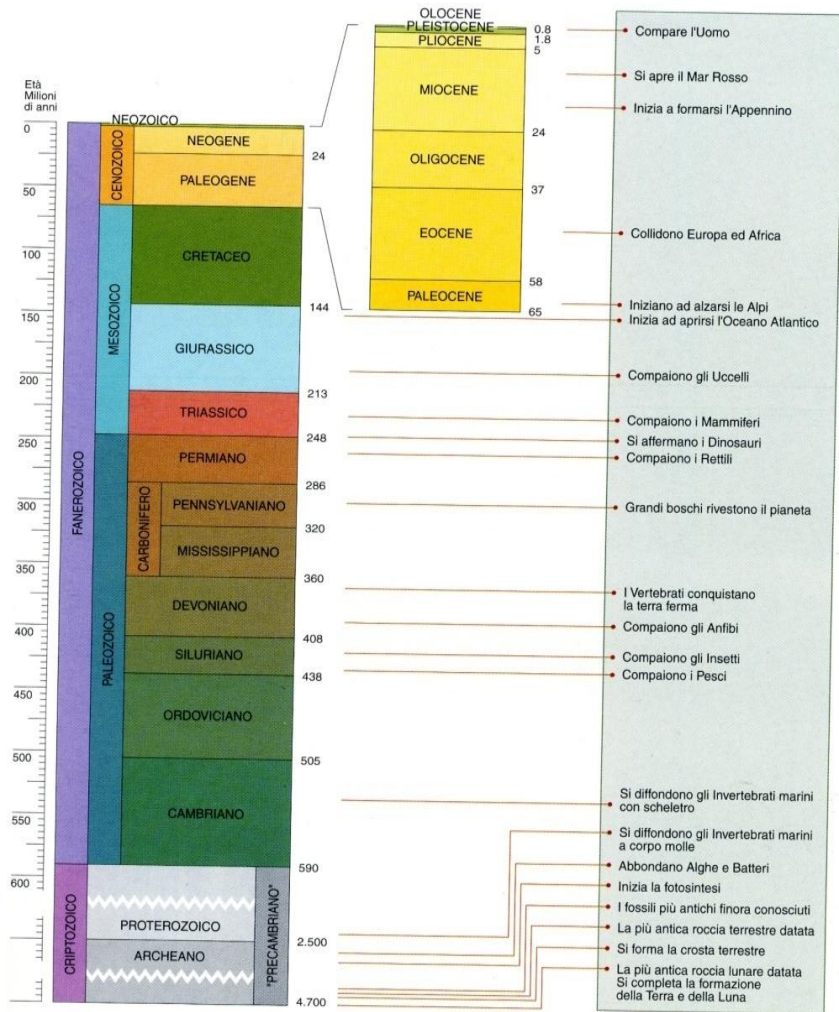 Età
Milioni
di anni
0
50
100
150
200
250
300
350
400
450
500
550
600
FANEROZOICO
CRIPTOZOICO
CENOZOICO
MESOZOICO
PALEOZOICO
NEOZOICO
NEOGENE
24
PALEOGENE
CRETACEO
144
GIURASSICO
213
TRIASSICO
248
PERMIANO
286
CARBONIFERO
PENNSYLVANIANO
320
MISSISSIPPIANO
360
DEVONIANO
408
SILURIANO
438
ORDOVICIANO
505
CAMBRIANO
590
PROTEROZOICO
2.500
ARCHEANO
4.700
"PRECAMBRIANO"
OLOCENE
PLEISTOCENE
0.8
1.8
PLIOCENE
5
MIOCENE
24
OLIGOCENE
37
EOCENE
58
PALEOCENE
65
Compare l'Uomo
Si apre il Mar Rosso
Inizia a formarsi l'Appennino
Collidono Europa ed Africa
Iniziano ad alzarsi le Alpi
Inizia ad aprirsi l'Oceano Atlantico
Compaiono gli Uccelli
Compaiono i Mammiferi
Si affermano i Dinosauri
Compaiono i Rettili
Grandi boschi rivestono il pianeta
I Vertebrati conquistano
la terra ferma
Compaiono gli Anfibi
Compaiono gli Insetti
Compaiono i Pesci
Si diffondono gli Invertebrati marini
con scheletro
Si diffondono gli Invertebrati marini
a corpo molle
Abbondano Alghe e Batteri
Inizia la fotosintesi
I fossili più antichi finora conosciuti
La più antica roccia terrestre datata
Si forma la crosta terrestre
La più antica roccia lunare datata
Si completa la formazione
della Terra e della Luna